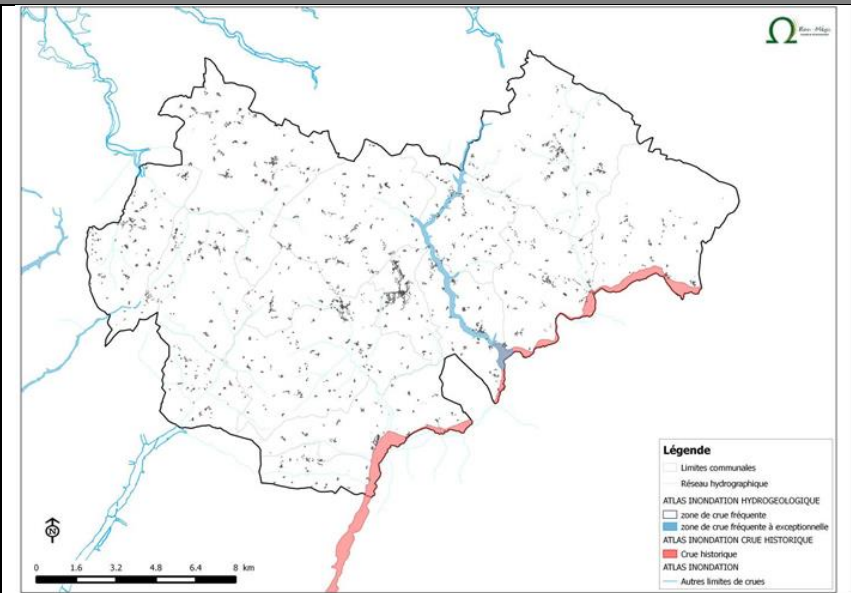 Légende
Limites communales
Réseau hydrographique
ATLAS INONDATION HYDROGEOLOGIQUE
zone de crue fréquente
zone de crue fréquente à exceptionnelle
ATLAS INONDATION CRUE HISTORIQUE
Crue historique
ATLAS INONDATION
Autres limites de crues
N
0 1.6 3.2 4.8 6.4 8 km